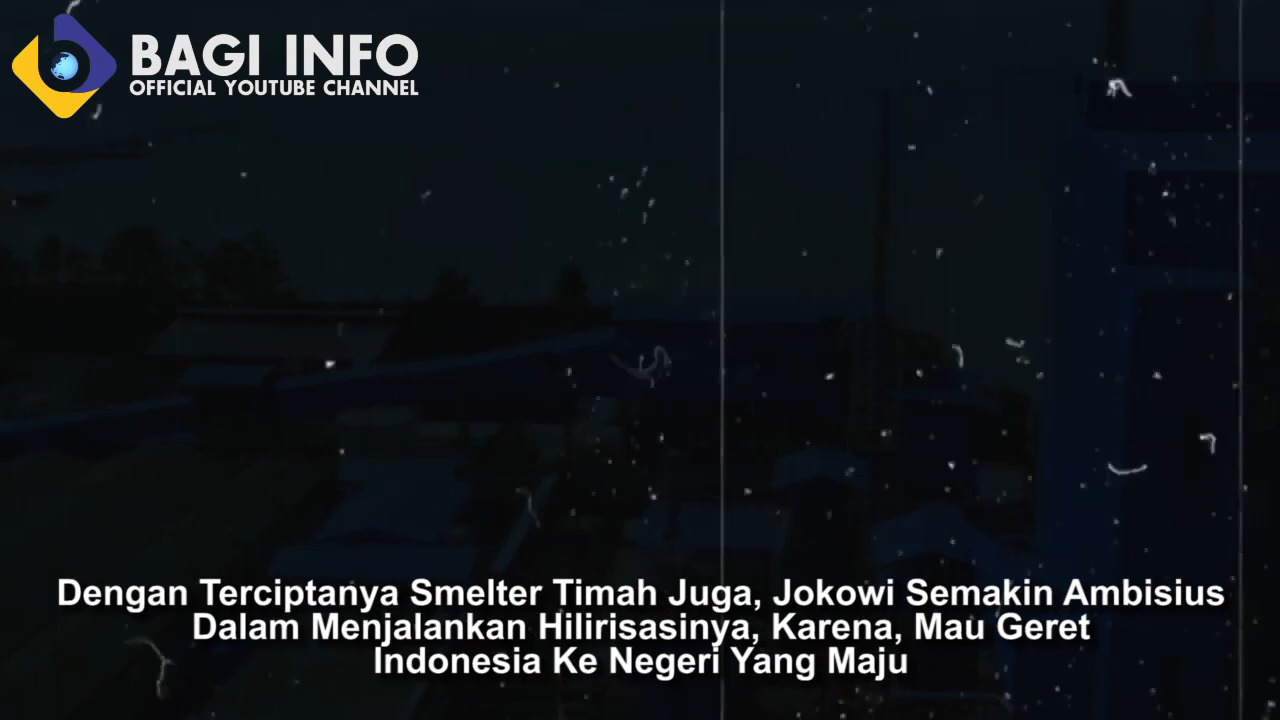 BAGI INFO
OFFICIAL YOUTUBE CHANNEL
Dengan Terciptanya Smelter Timah Juga, Jokowi Semakin Ambisius
Dalam Menjalankan Hilirisasinya, Karena, Mau Geret
Indonesia Ke Negeri Yang Maju